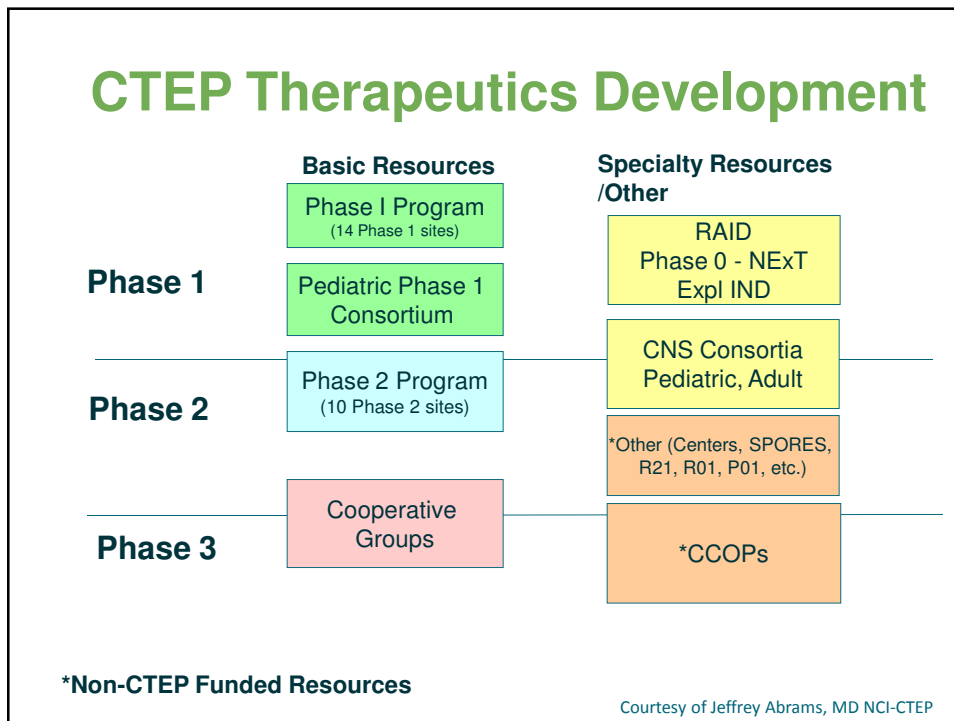 CTEP Therapeutics Development
Basic Resources
Specialty Resources
/Other
Phase 1
Phase I Program
(14 Phase 1 sites)
Pediatric Phase 1
Consortium
RAID
Phase 0 - NExT
Expl IND
CNS Consortia
Pediatric, Adult
Phase 2
Phase 2 Program
(10 Phase 2 sites)
*Other (Centers, SPORES,
R21, R01, P01, etc.)
Phase 3
Cooperative
Groups
*CCOPs
*Non-CTEP Funded Resources
Courtesy of Jeffrey Abrams, MD NCI-CTEP